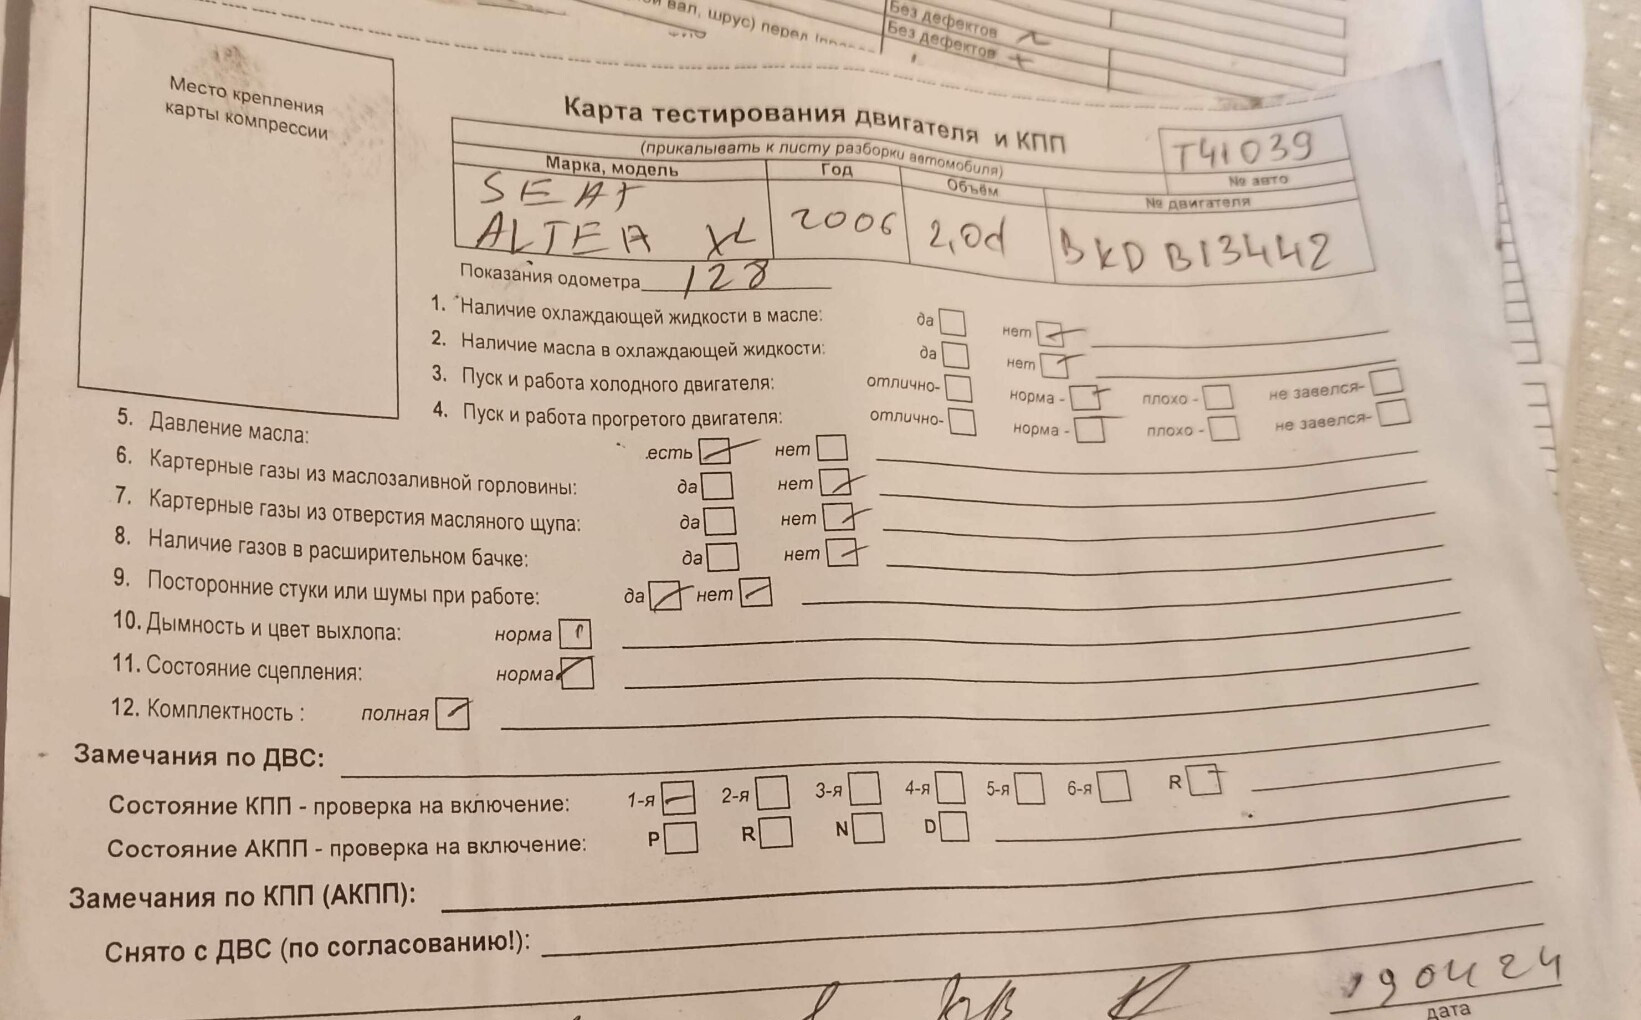 вал, шрус) перед
Без дефектов
Без дефектов +
Место крепления
карты компрессии
Карта тестирования двигателя и КПП
(прикалывать к листу разборки автомобиля)
T41039
№ авто
Марка, модель Год Объём № двигателя
SEAT
ALTEA XL 2006 2,0d BKD B13442
Показания одометра 128
1. Наличие охлаждающей жидкости в масле: да нет
2. Наличие масла в охлаждающей жидкости: да нет
3. Пуск и работа холодного двигателя: отлично- норма - плохо - не завелся-
4. Пуск и работа прогретого двигателя: отлично- норма - плохо - не завелся-
5. Давление масла: есть нет
6. Картерные газы из маслозаливной горловины: да нет
7. Картерные газы из отверстия масляного щупа: да нет
8. Наличие газов в расширительном бачке: да нет
9. Посторонние стуки или шумы при работе: да нет
10. Дымность и цвет выхлопа: норма
11. Состояние сцепления: норма
12. Комплектность : полная
Замечания по ДВС:
Состояние КПП - проверка на включение: 1-я 2-я 3-я 4-я 5-я 6-я R
Состояние АКПП - проверка на включение: P R N D
Замечания по КПП (АКПП):
Снято с ДВС (по согласованию!):
190424
дата